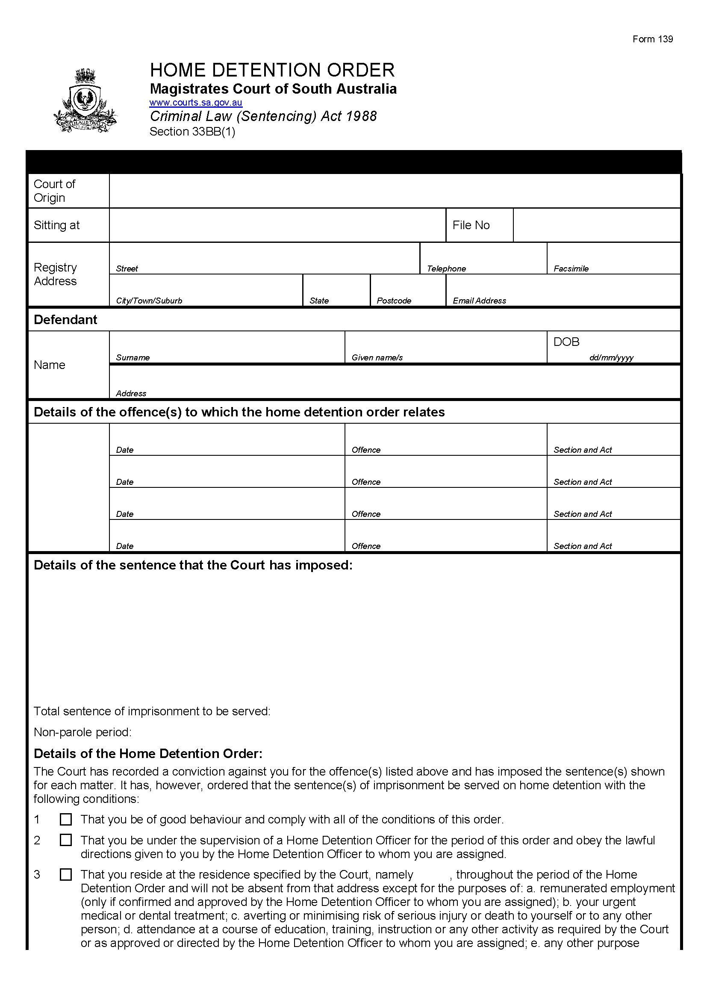 Form 139
HOME DETENTION ORDER
Magistrates Court of South Australia
www.courts.sa.gov.au
Criminal Law (Sentencing) Act 1988
Section 33BB(1)
SOUTH AUSTRALIA
Court of
Origin
Sitting at
File No
Registry
Address
Street
Telephone
Facsimile
City/Town/Suburb
State
Postcode
Email Address
Defendant
Name
Surname
Given name/s
DOB
dd/mm/yyyy
Address
Details of the offence(s) to which the home detention order relates
Date Offence Section and Act
Date Offence Section and Act
Date Offence Section and Act
Date Offence Section and Act
Details of the sentence that the Court has imposed:
Total sentence of imprisonment to be served:
Non-parole period:
Details of the Home Detention Order:
The Court has recorded a conviction against you for the offence(s) listed above and has imposed the sentence(s) shown
for each matter. It has, however, ordered that the sentence(s) of imprisonment be served on home detention with the
following conditions:
1 That you be of good behaviour and comply with all of the conditions of this order.
2 That you be under the supervision of a Home Detention Officer for the period of this order and obey the lawful
directions given to you by the Home Detention Officer to whom you are assigned.
3 That you reside at the residence specified by the Court, namely , throughout the period of the Home
Detention Order and will not be absent from that address except for the purposes of: a. remunerated employment
(only if confirmed and approved by the Home Detention Officer to whom you are assigned); b. your urgent
medical or dental treatment; c. averting or minimising risk of serious injury or death to yourself or to any other
person; d. attendance at a course of education, training, instruction or any other activity as required by the Court
or as approved or directed by the Home Detention Officer to whom you are assigned; e. any other purpose